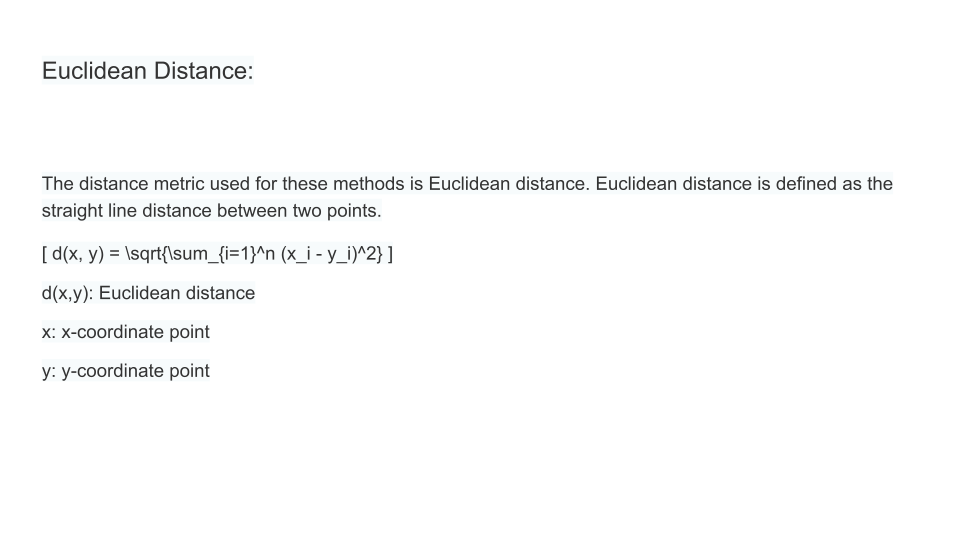 Euclidean Distance:
The distance metric used for these methods is Euclidean distance. Euclidean distance is defined as the
straight line distance between two points.
[ d(x, y) = \sqrt{\sum_{i=1}^n (x_i - y_i)^2} ]
d(x,y): Euclidean distance
x: x-coordinate point
y: y-coordinate point